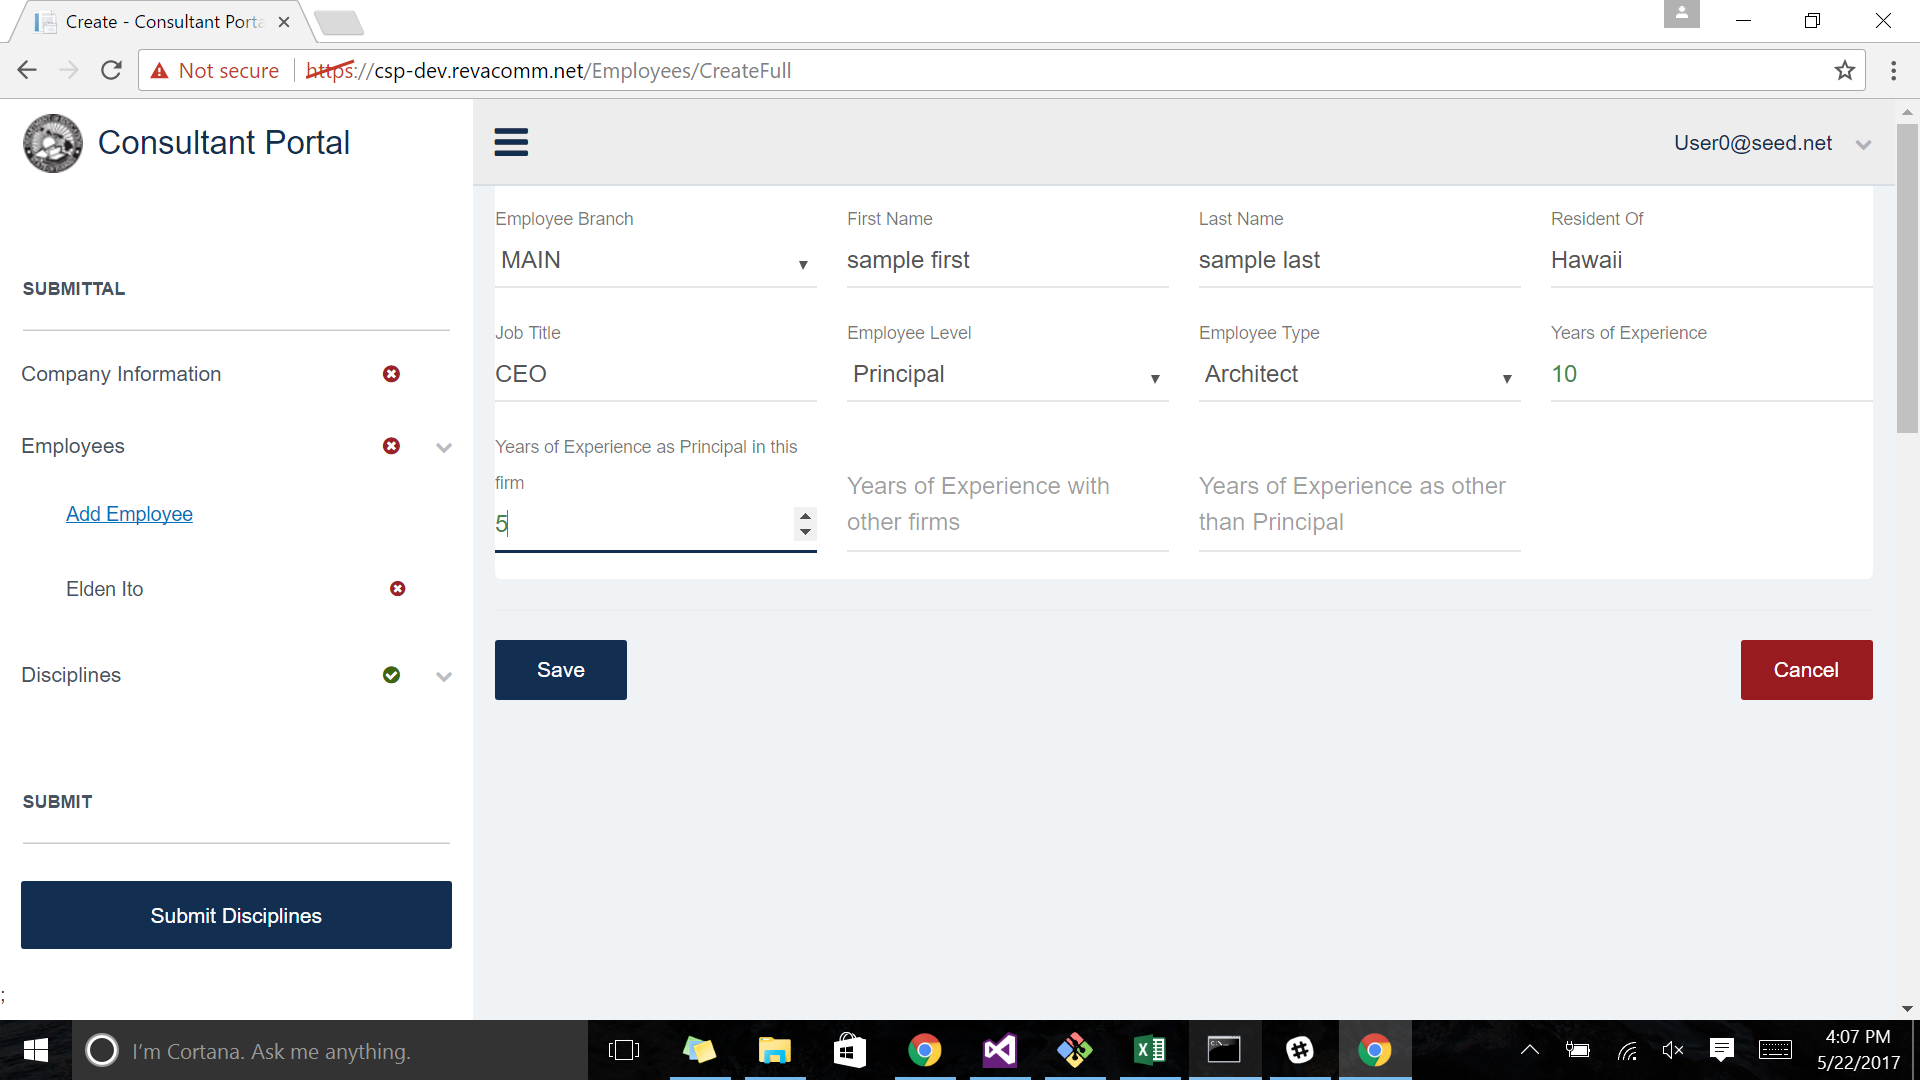 Create - Consultant Porta
Not secure
https://csp-dev.revacomm.net/Employees/CreateFull
Consultant Portal
User0@seed.net
SUBMITTAL
Company Information
Employees
Add Employee
Elden Ito
Disciplines
SUBMIT
Submit Disciplines
;
Employee Branch
MAIN
First Name
sample first
Last Name
sample last
Resident Of
Hawaii
Job Title
CEO
Employee Level
Principal
Employee Type
Architect
Years of Experience
10
Years of Experience as Principal in this
firm
5
Years of Experience with
other firms
Years of Experience as other
than Principal
Save
Cancel
I'm Cortana. Ask me anything.
4:07 PM
5/22/2017